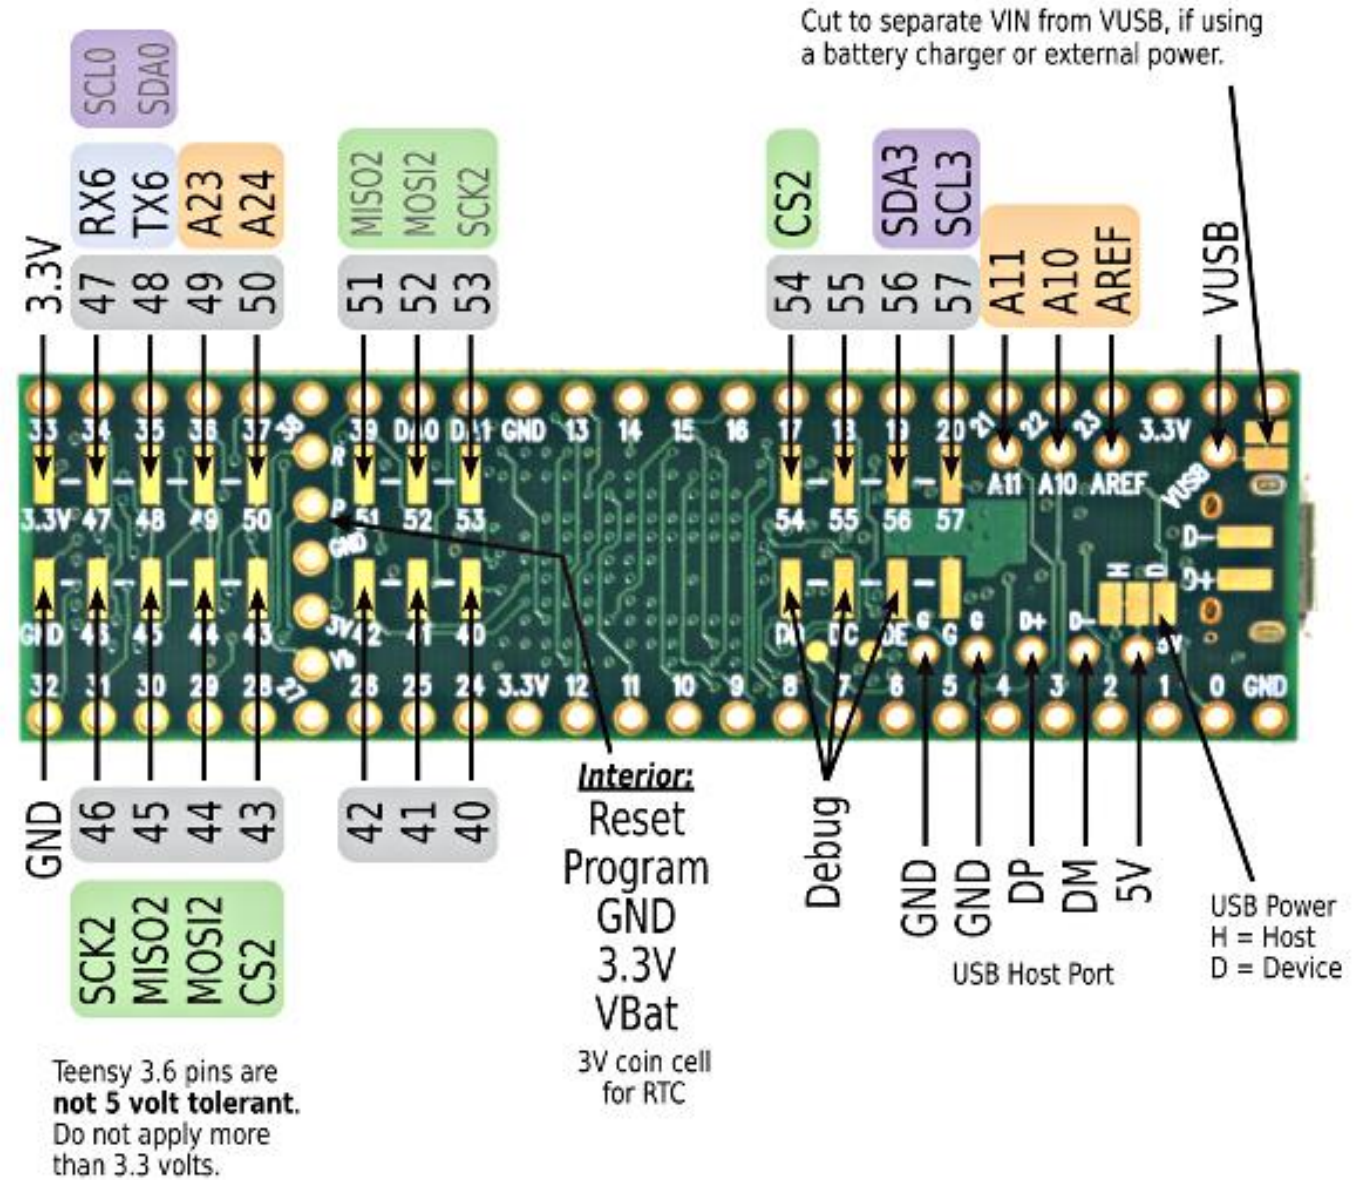 Cut to separate VIN from VUSB, if using
a battery charger or external power.
SCL0
SDA0
3.3V
RX6
TX6
A23
A24
MISO2
MOSI2
SCK2
CS2
SDA3
SCL3
A11
A10
AREF
VUSB
47
48
49
50
51
52
53
54
55
56
57
33 34 35 36 37 38 39 DA0 DA1 GND 13 14 15 16 17 18 19 20 21 22 23 3.3V
R
A11 A10 AREF VUSB
P
3.3V 47 48 49 50 51 52 53 54 55 56 57
GND
D-
H D D+
GND 46 45 44 43 3V 42 41 40 DD DC DE G G G D+ D- 5V
Vb
32 31 30 29 28 27 26 25 24 3.3V 12 11 10 9 8 7 6 5 4 3 2 1 0 GND
GND
46
45
44
43
42
41
40
SCK2
MISO2
MOSI2
CS2
Interior:
Reset
Program
GND
3.3V
VBat
3V coin cell
for RTC
Debug
GND
GND
DP
DM
5V
USB Host Port
USB Power
H = Host
D = Device
Teensy 3.6 pins are
not 5 volt tolerant.
Do not apply more
than 3.3 volts.